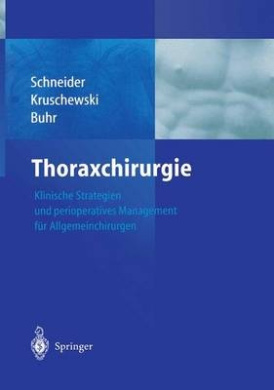 Schneider
Kruschewski
Buhr
Thoraxchirurgie
Klinische Strategien
und perioperatives Management
für Allgemeinchirurgen
Springer